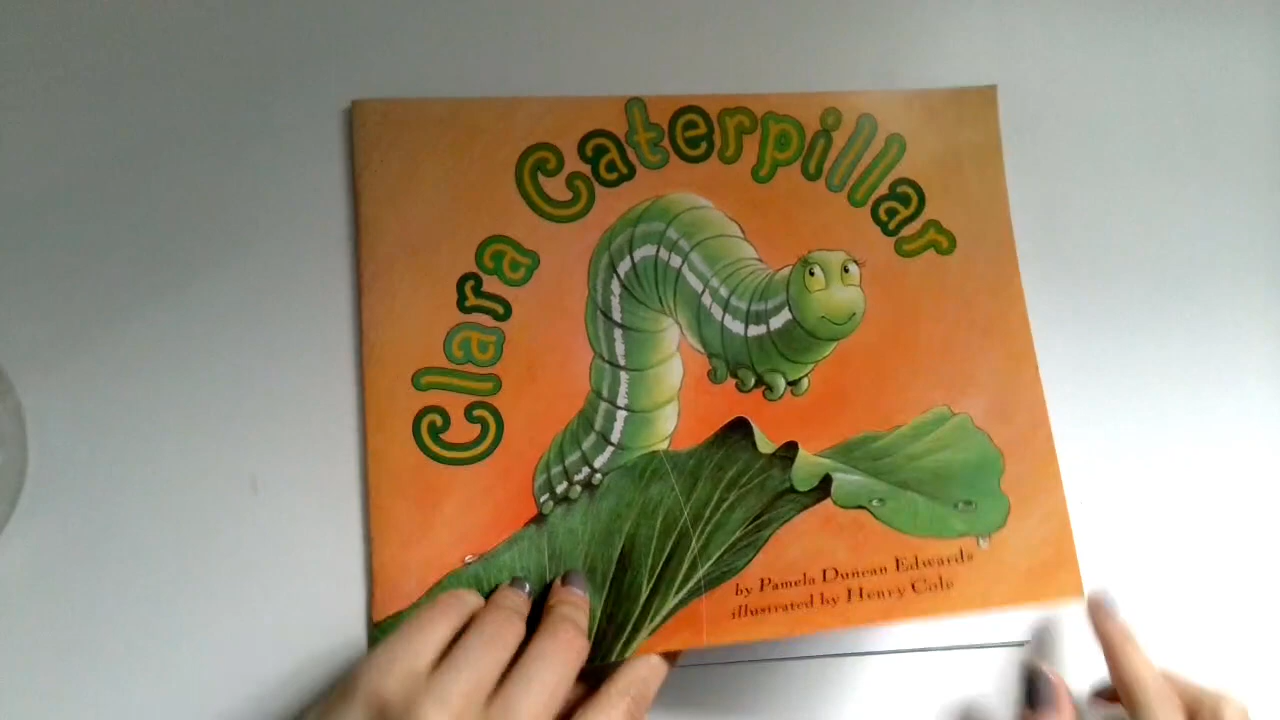 Clara Caterpillar
by Pamela Duncan Edwards
illustrated by Henry Cole